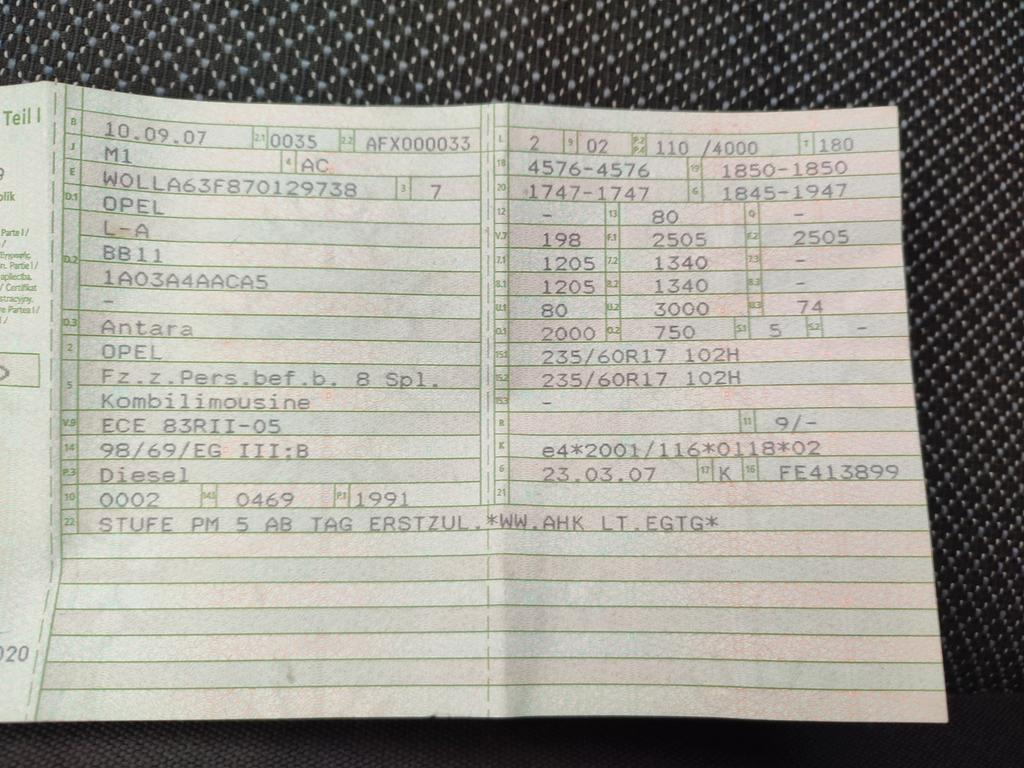 Teil I
B 10.09.07 2.1 0035 2.2 AFX000033
J M1 4 AC
E WOLLA63F870129738 3 7
D.1 OPEL
L-A
D.2 BB11
1A03A4AACA5
-
D.3 Antara
2 OPEL
5 Fz.z.Pers.bef.b. 8 Spl.
Kombilimousine
V.9 ECE 83RII-05
14 98/69/EG III;B
P.3 Diesel
10 0002 14.1 0469 P.1 1991
22 STUFE PM 5 AB TAG ERSTZUL.*WW.AHK LT.EGTG*
L 2 9 02 P.2 P.4 110 /4000 T 180
18 4576-4576 19 1850-1850
20 1747-1747 G 1845-1947
12 - 13 80 Q -
V.7 198 F.1 2505 F.2 2505
7.1 1205 7.2 1340 7.3 -
8.1 1205 8.2 1340 8.3 -
U.1 80 U.2 3000 U.3 74
O.1 2000 O.2 750 S.1 5 S.2 -
15.1 235/60R17 102H
15.2 235/60R17 102H
15.3 -
R 11 9/-
K e4*2001/116*0118*02
6 23.03.07 17 K 16 FE413899
21
Parte I /
n. Partie I /
apliecība.
/ Certifikat
stracyjny.
Partea I /
020